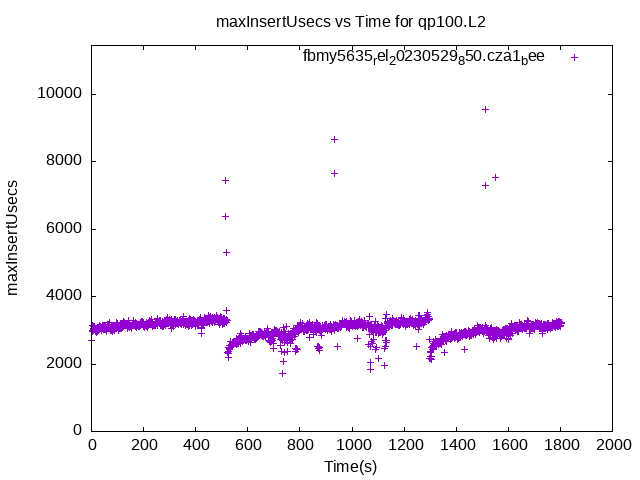 maxInsertUsecs vs Time for qp100.L2
fbmy5635rel20230529850.cza1bee
10000
8000
6000
4000
2000
0
maxInsertUsecs
0 200 400 600 800 1000 1200 1400 1600 1800 2000
Time(s)